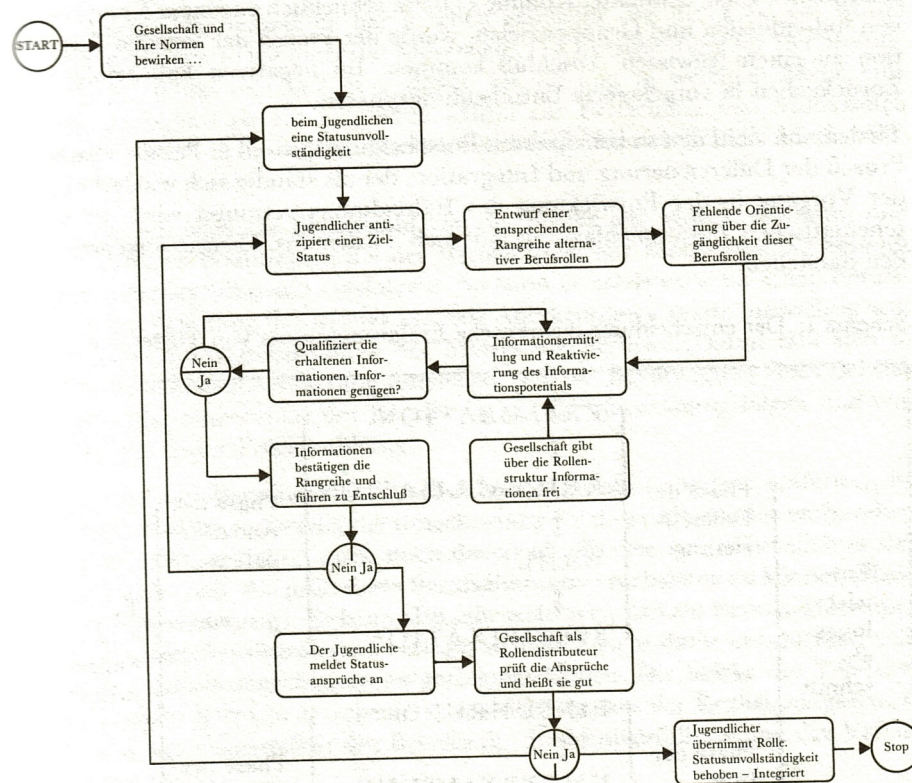 START
Gesellschaft und
ihre Normen
bewirken ...
beim Jugendlichen
eine Statusunvoll-
ständigkeit
Jugendlicher anti-
zipiert einen Ziel-
Status
Entwurf einer
entsprechenden
Rangreihe alterna-
tiver Berufsrollen
Fehlende Orientie-
rung über die Zu-
gänglichkeit dieser
Berufsrollen
Informationsermitt-
lung und Reaktivie-
rung des Informa-
tionspotentials
Qualifiziert die
erhaltenen Infor-
mationen. Infor-
mationen genügen?
Nein
Ja
Informationen
bestätigen die
Rangreihe und
führen zu Entschluß
Gesellschaft gibt
über die Rollen-
struktur Informa-
tionen frei
Nein Ja
Der Jugendliche
meldet Status-
ansprüche an
Gesellschaft als
Rollendistributeur
prüft die Ansprüche
und heißt sie gut
Nein Ja
Jugendlicher
übernimmt Rolle.
Statusunvollständigkeit
behoben – Integriert
Stop